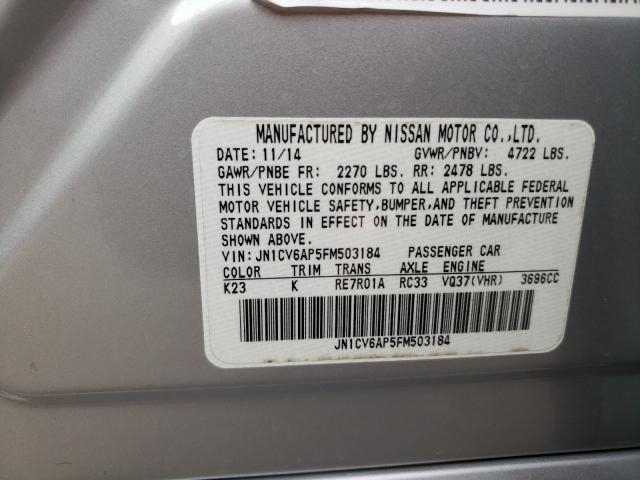 MANUFACTURED BY NISSAN MOTOR CO.,LTD.
DATE: 11/14 GVWR/PNBV: 4722 LBS.
GAWR/PNBE FR: 2270 LBS. RR: 2478 LBS.
THIS VEHICLE CONFORMS TO ALL APPLICABLE FEDERAL
MOTOR VEHICLE SAFETY,BUMPER,AND THEFT PREVENTION
STANDARDS IN EFFECT ON THE DATE OF MANUFACTURE
SHOWN ABOVE.
VIN: JN1CV6AP5FM503184 PASSENGER CAR
COLOR TRIM TRANS AXLE ENGINE
K23 K RE7R01A RC33 VQ37(VHR) 3696CC
JN1CV6AP5FM503184